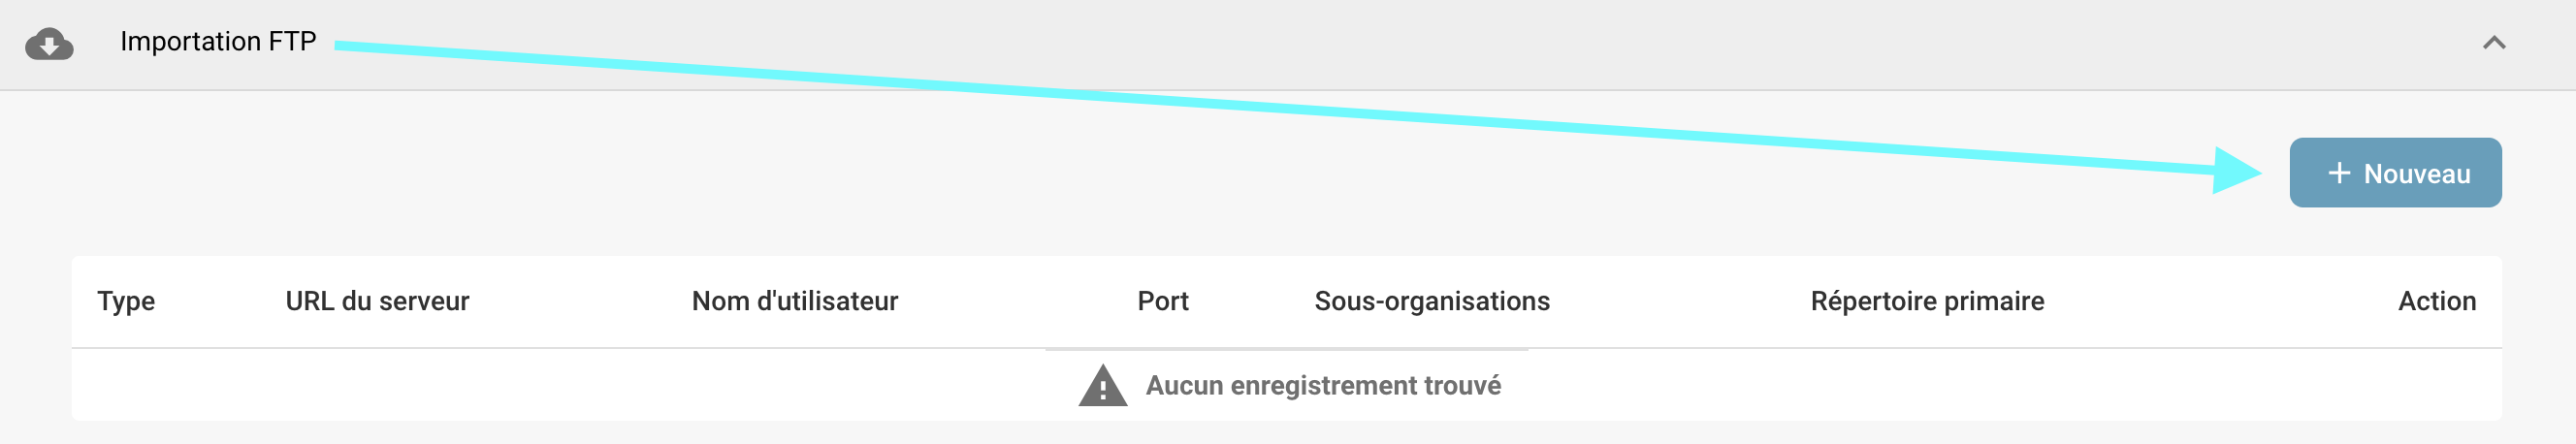 Importation FTP
+ Nouveau
Type URL du serveur Nom d'utilisateur Port Sous-organisations Répertoire primaire Action
Aucun enregistrement trouvé